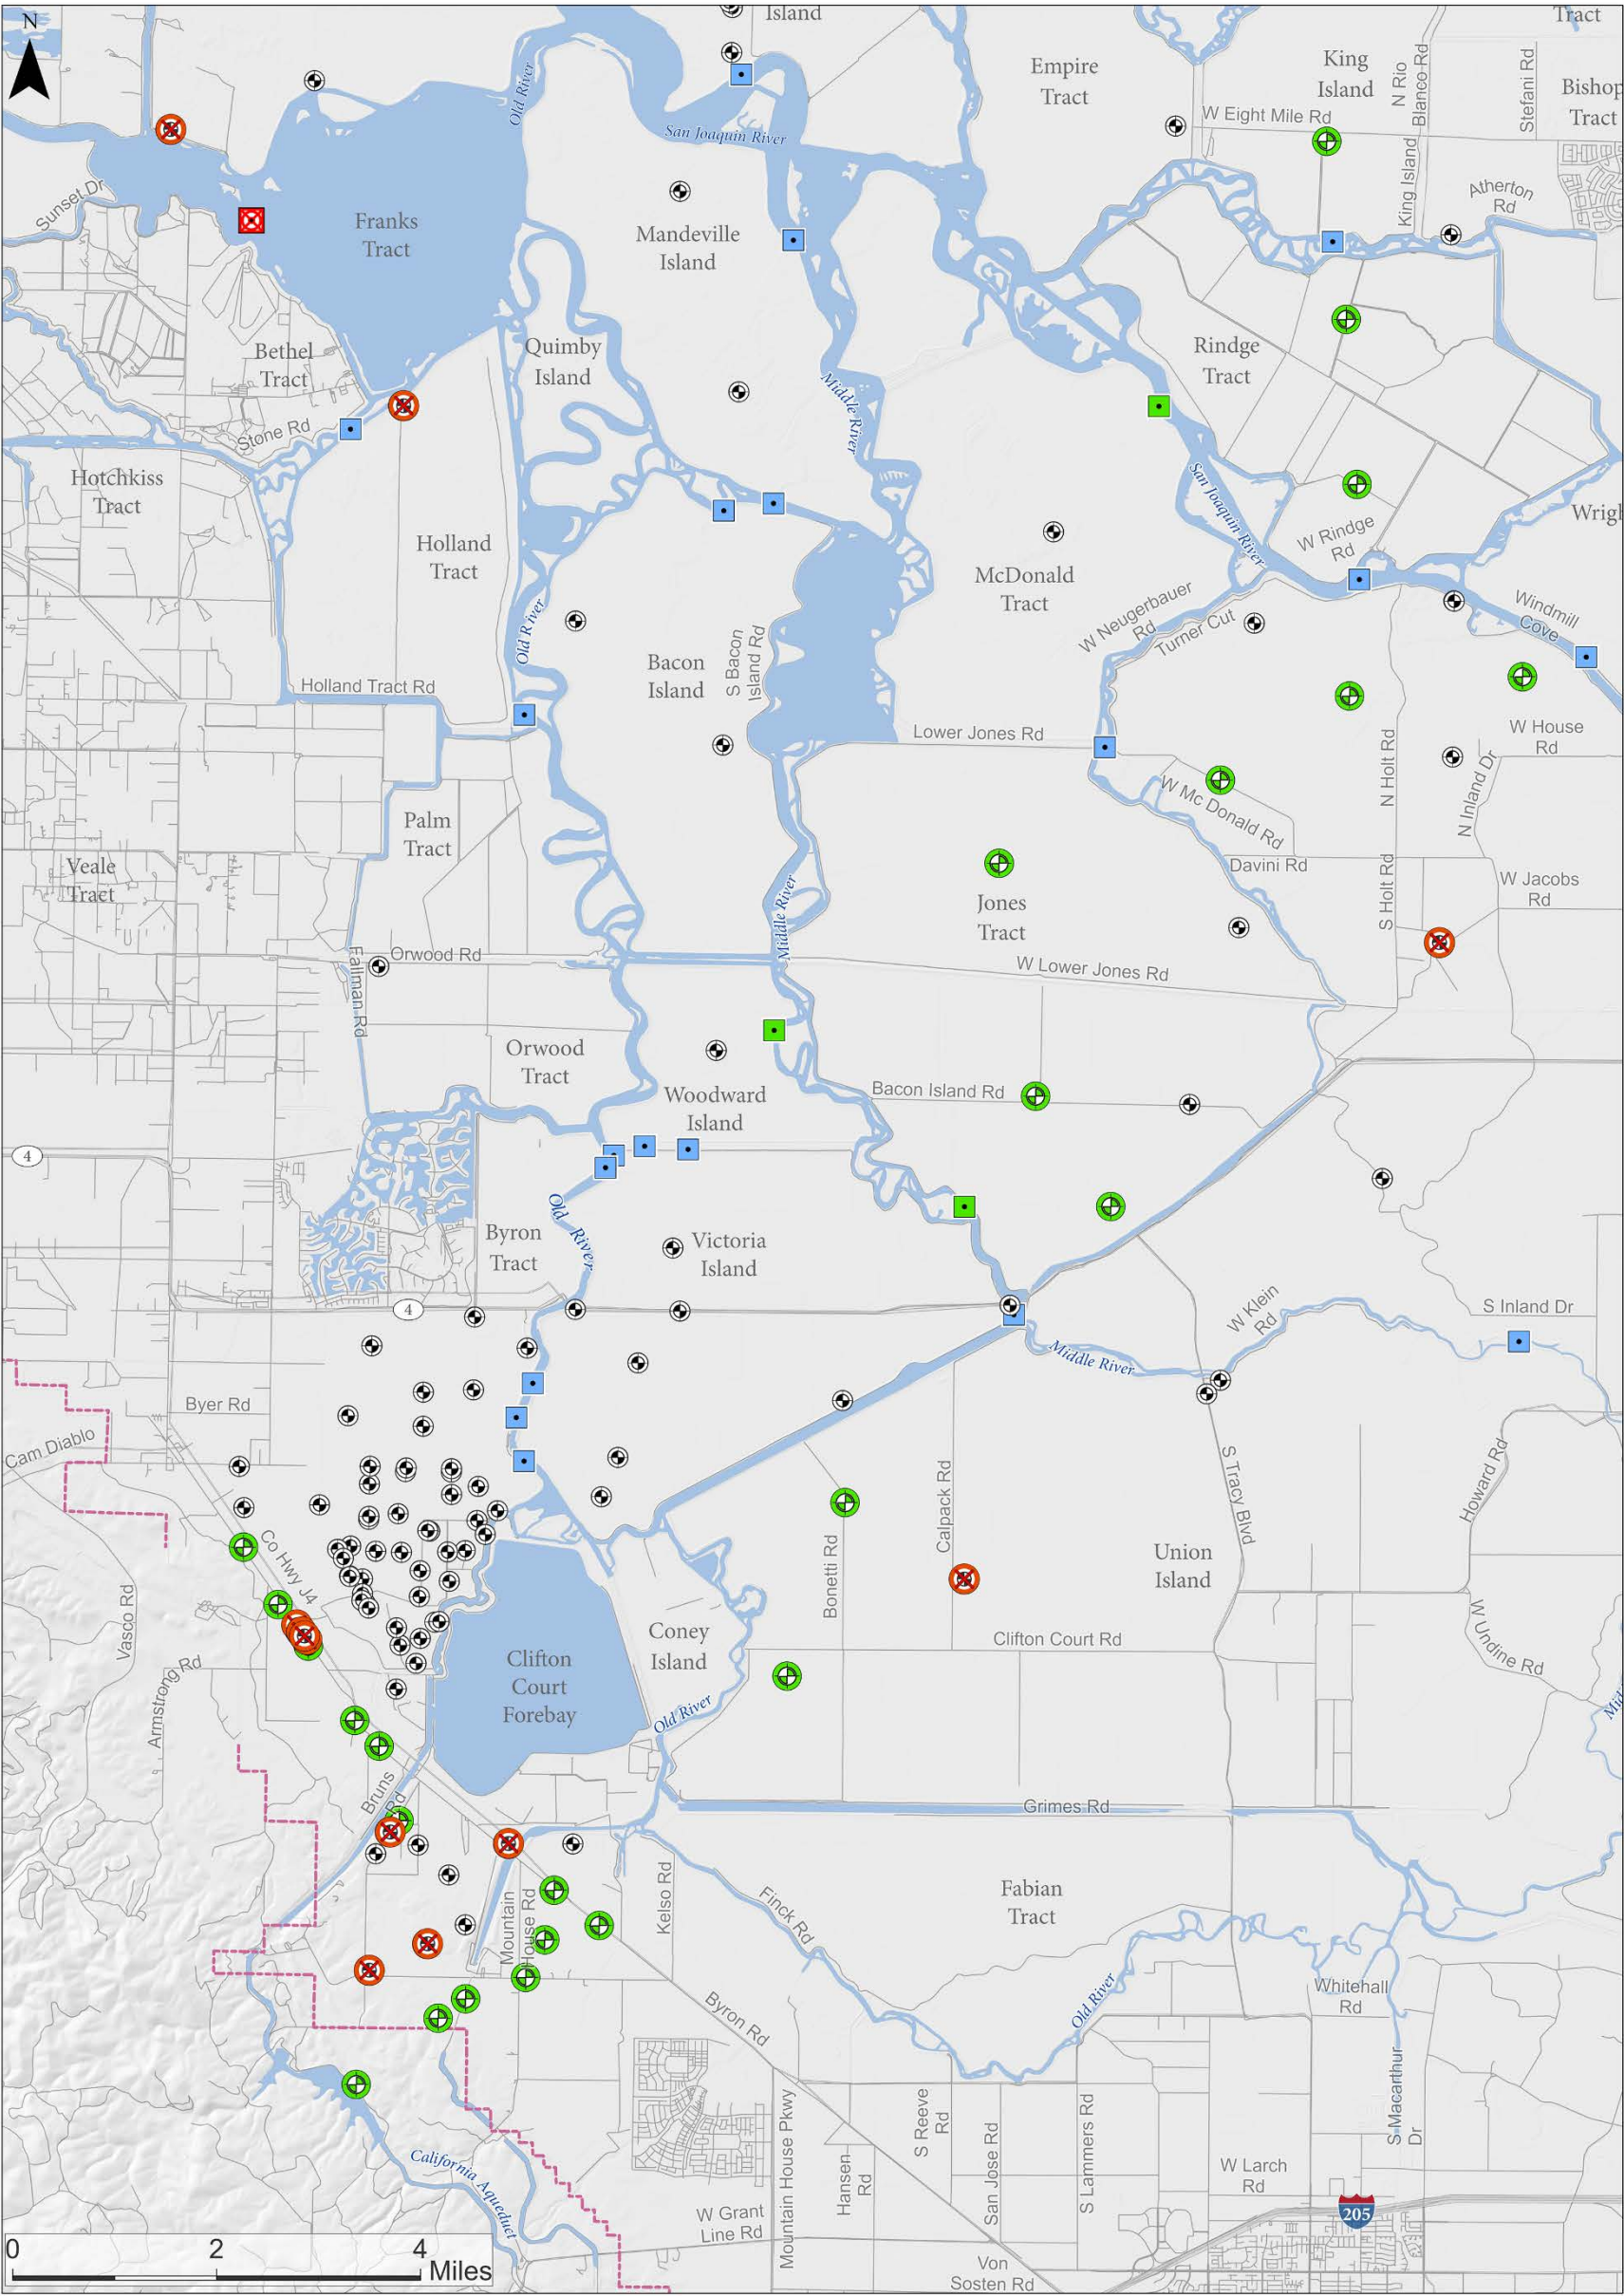 N
Island
Tract
Empire
Tract
King
Island
N Rio
Blanco Rd
Stefani Rd
Bishop
Tract
Old River
San Joaquin River
W Eight Mile Rd
Sunset Dr
Franks
Tract
Mandeville
Island
King Island
Atherton
Rd
Bethel
Tract
Quimby
Island
Middle River
Rindge
Tract
Stone Rd
Hotchkiss
Tract
San Joaquin River
Holland
Tract
W Rindge
Rd
McDonald
Tract
Old River
W Neugerbauer
Rd
Turner Cut
Windmill
Cove
Bacon
Island
S Bacon
Island Rd
Holland Tract Rd
Lower Jones Rd
N Holt Rd
W House
Rd
N Inland Dr
W Mc Donald Rd
Palm
Tract
Veale
Tract
Davini Rd
S Holt Rd
W Jacobs
Rd
Jones
Tract
Middle River
Fallman Rd
Orwood Rd
W Lower Jones Rd
Orwood
Tract
Woodward
Island
Bacon Island Rd
4
Old River
Byron
Tract
Victoria
Island
4
W Klein
Rd
S Inland Dr
Middle River
Byer Rd
Cam Diablo
S Tracy Blvd
Howard Rd
Calpack Rd
Bonetti Rd
Co Hwy J4
Union
Island
Vasco Rd
Coney
Island
Clifton Court Rd
W Undine Rd
Clifton
Court
Forebay
Armstrong Rd
Old River
Bruns
Rd
Grimes Rd
Mountain
House Rd
Kelso Rd
Finck Rd
Fabian
Tract
Old River
Whitehall
Rd
Byron Rd
S Macarthur
Dr
California Aqueduct
Mountain House Pkwy
Hansen
Rd
S Reeve
Rd
San Jose Rd
S Lammers Rd
W Larch
Rd
W Grant
Line Rd
205
Von
Sosten Rd
0 2 4
Miles